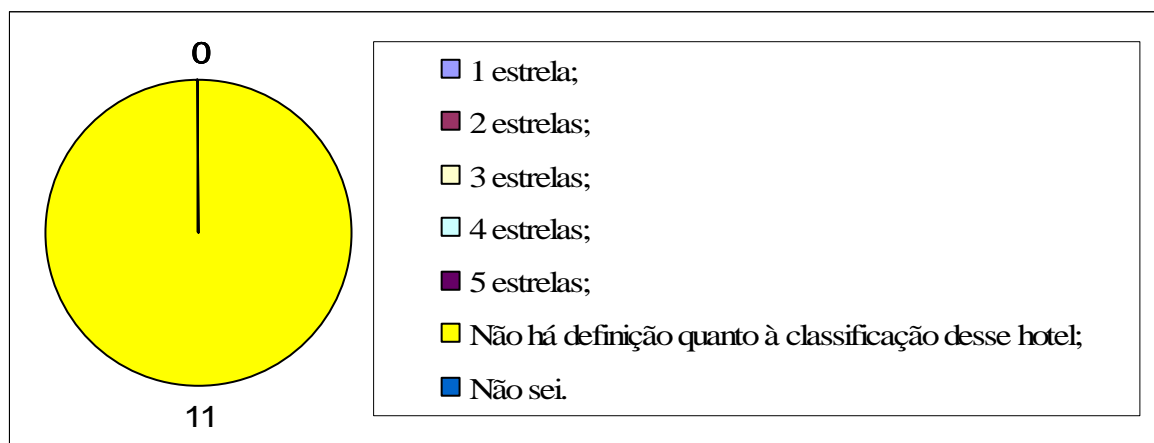 0
11
1 estrela;
2 estrelas;
3 estrelas;
4 estrelas;
5 estrelas;
Não há definição quanto à classificação desse hotel;
Não sei.